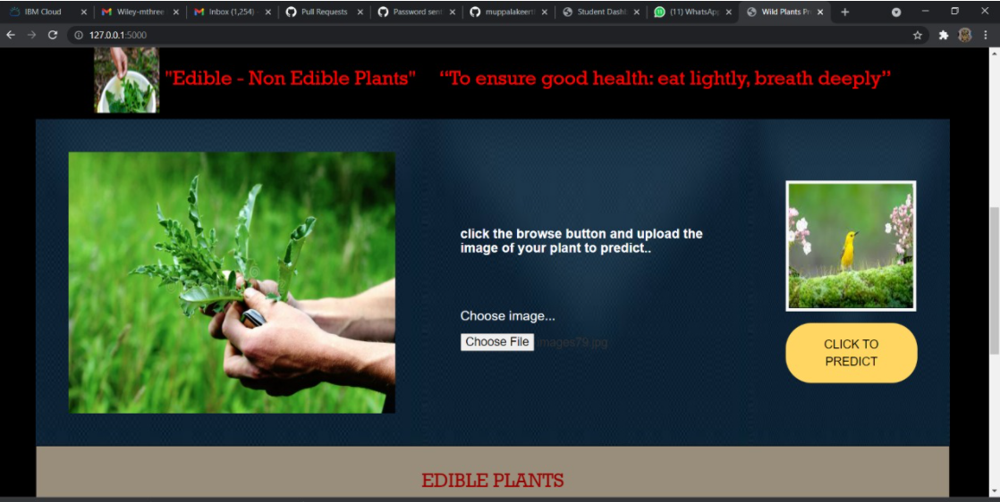 IBM Cloud
Wiley-mthree
Inbox (1,254) -
Pull Requests
Password sent
muppalakeert
Student Dashb
(11) WhatsApp
Wild Plants Pr
127.0.0.1:5000
"Edible - Non Edible Plants" “To ensure good health: eat lightly, breath deeply”
click the browse button and upload the
image of your plant to predict..
Choose image...
Choose File images79.jpg
CLICK TO
PREDICT
EDIBLE PLANTS